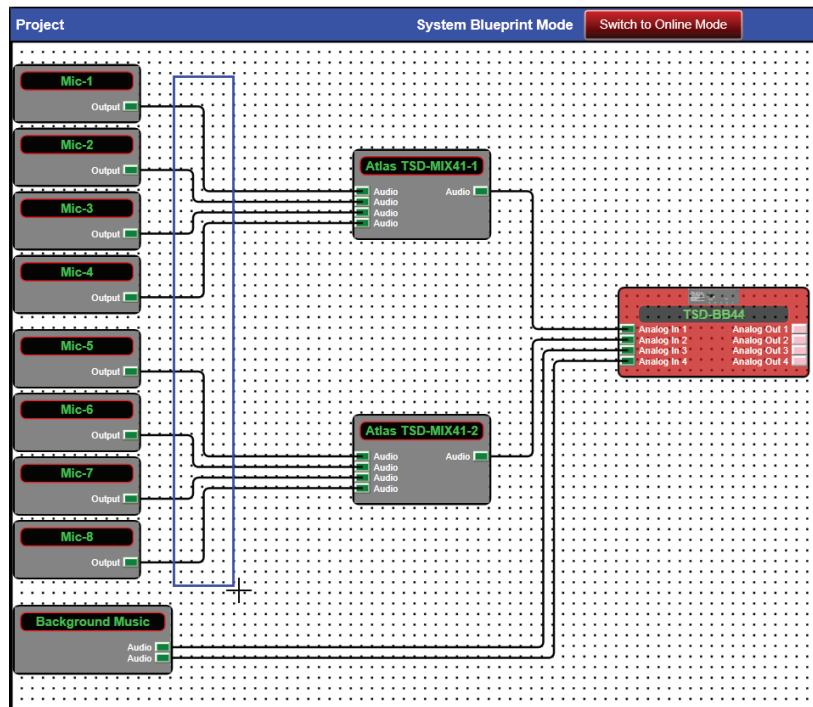 Project
System Blueprint Mode
Switch to Online Mode
Mic-1
Output
Mic-2
Output
Mic-3
Output
Mic-4
Output
Mic-5
Output
Mic-6
Output
Mic-7
Output
Mic-8
Output
Background Music
Audio
Audio
Atlas TSD-MIX41-1
Audio Audio
Audio
Audio
Audio
Atlas TSD-MIX41-2
Audio Audio
Audio
Audio
Audio
TSD-BB44
Analog In 1 Analog Out 1
Analog In 2 Analog Out 2
Analog In 3 Analog Out 3
Analog In 4 Analog Out 4